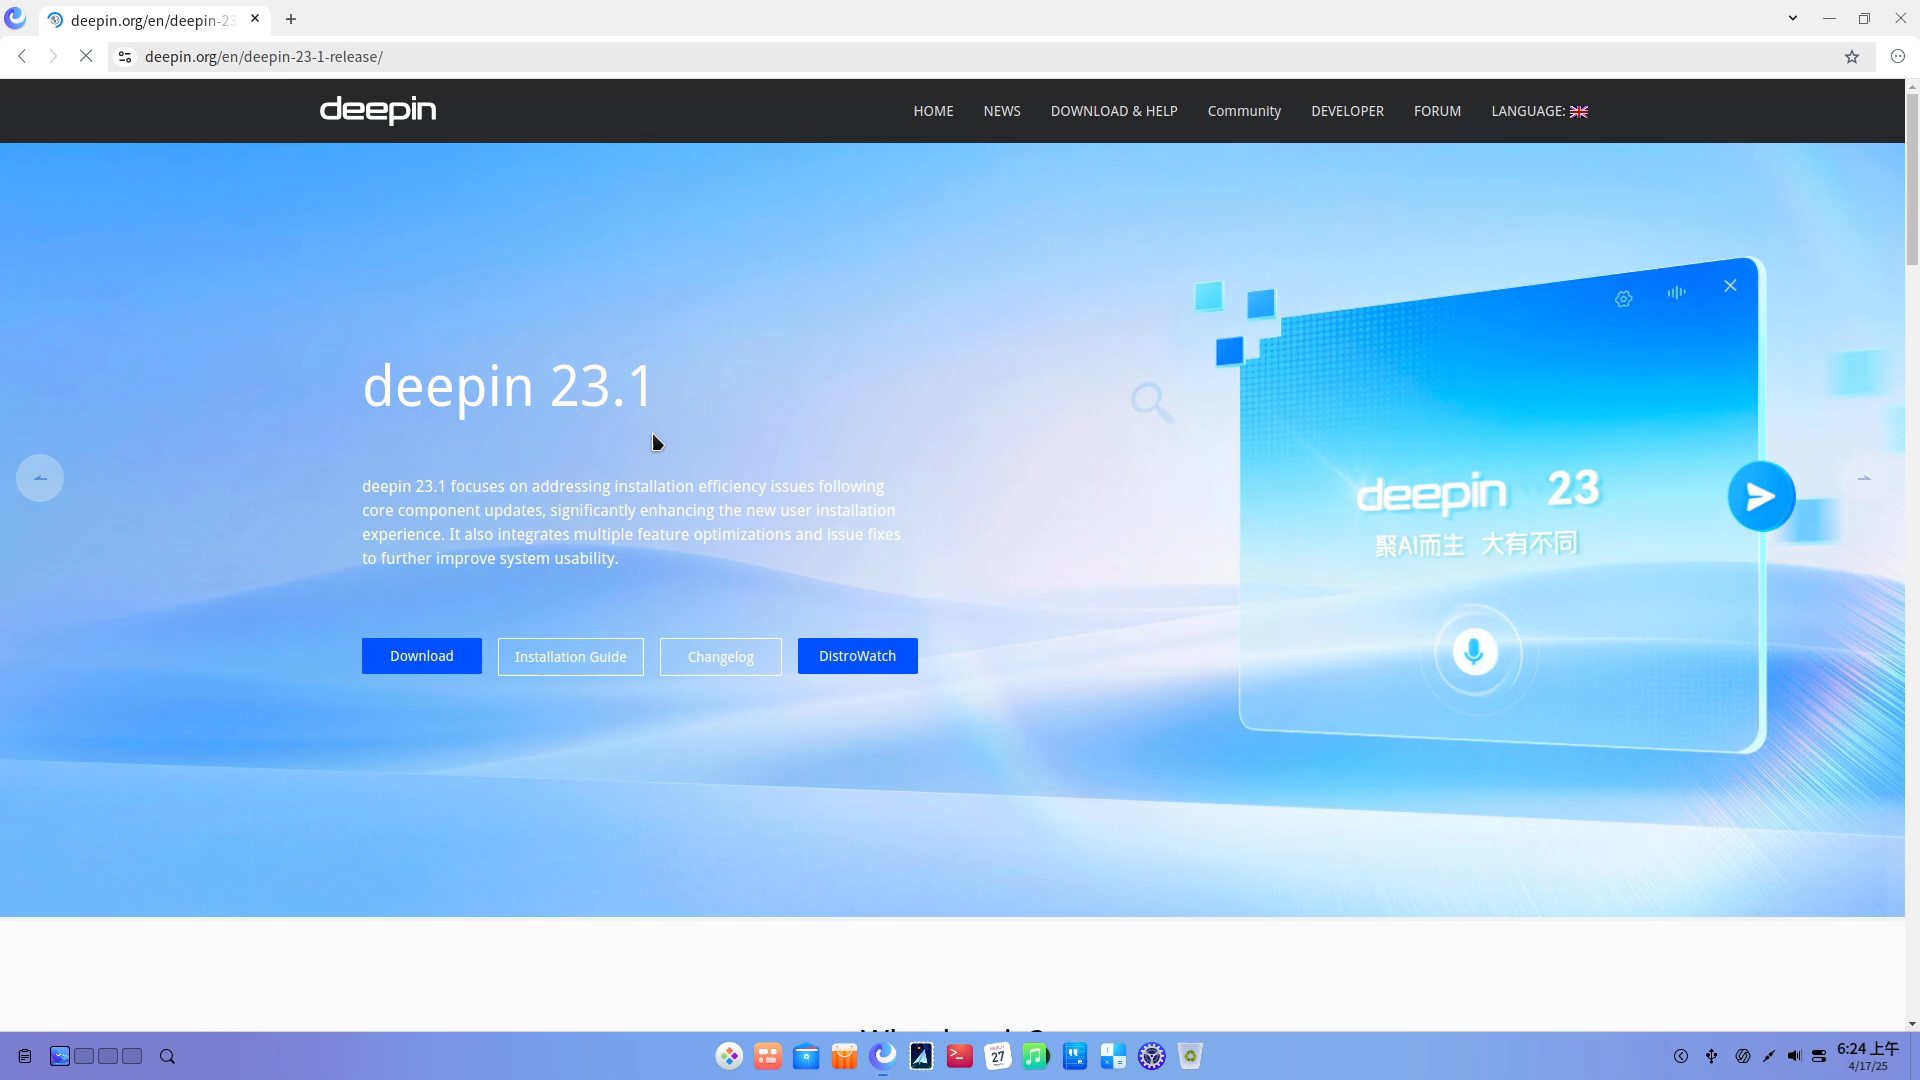 deepin.org/en/deepin-23
deepin.org/en/deepin-23-1-release/
deepin
HOME NEWS DOWNLOAD & HELP Community DEVELOPER FORUM LANGUAGE:
deepin 23.1
deepin 23.1 focuses on addressing installation efficiency issues following
core component updates, significantly enhancing the new user installation
experience. It also integrates multiple feature optimizations and issue fixes
to further improve system usability.
Download Installation Guide Changelog DistroWatch
deepin 23
聚AI而生 大有不同
27
6:24 上午
4/17/25